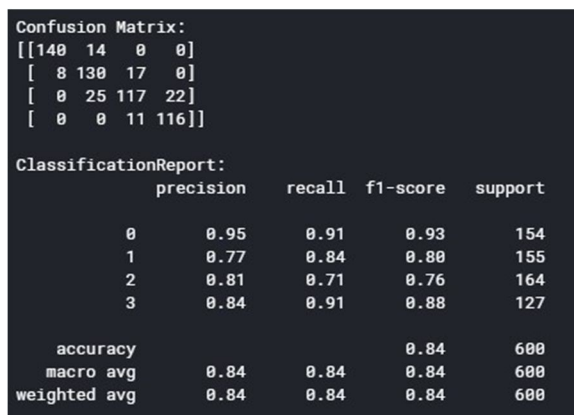 Confusion Matrix:
[[140 14 0 0]
[ 8 130 17 0]
[ 0 25 117 22]
[ 0 0 11 116]]
ClassificationReport:
precision recall f1-score support
0 0.95 0.91 0.93 154
1 0.77 0.84 0.80 155
2 0.81 0.71 0.76 164
3 0.84 0.91 0.88 127
accuracy 0.84 600
macro avg 0.84 0.84 0.84 600
weighted avg 0.84 0.84 0.84 600